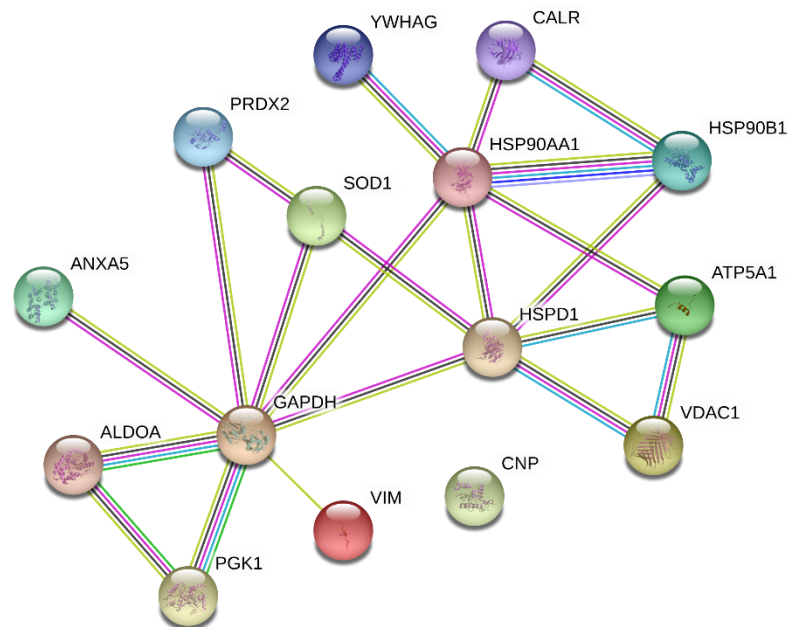 YWHAG
CALR
PRDX2
HSP90B1
HSP90AA1
SOD1
ANXA5
ATP5A1
HSPD1
GAPDH
VDAC1
ALDOA
CNP
VIM
PGK1